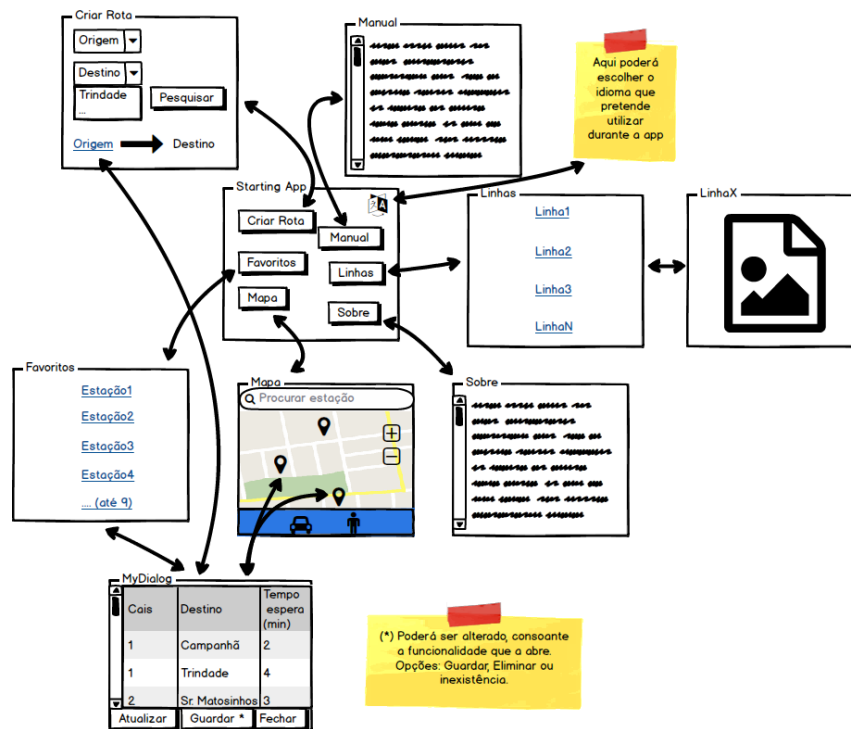 Criar Rota
Origem
Destino
Trindade
...
Pesquisar
Origem
Destino
Manual
Aqui poderá
escolher o
idioma que
pretende
utilizar
durante a app
Starting App
A
Criar Rota
Manual
Favoritos
Linhas
Mapa
Sobre
Linhas
Linha1
Linha2
Linha3
LinhaN
LinhaX
Favoritos
Estação1
Estação2
Estação3
Estação4
.... (até 9)
Mapa
Procurar estação
Sobre
MyDialog
Cais Destino Tempo
espera
(min)
1 Campanhã 2
1 Trindade 4
2 Sr. Matosinhos 3
Atualizar Guardar * Fechar
(*) Poderá ser alterado, consoante
a funcionalidade que a abre.
Opções: Guardar, Eliminar ou
inexistência.